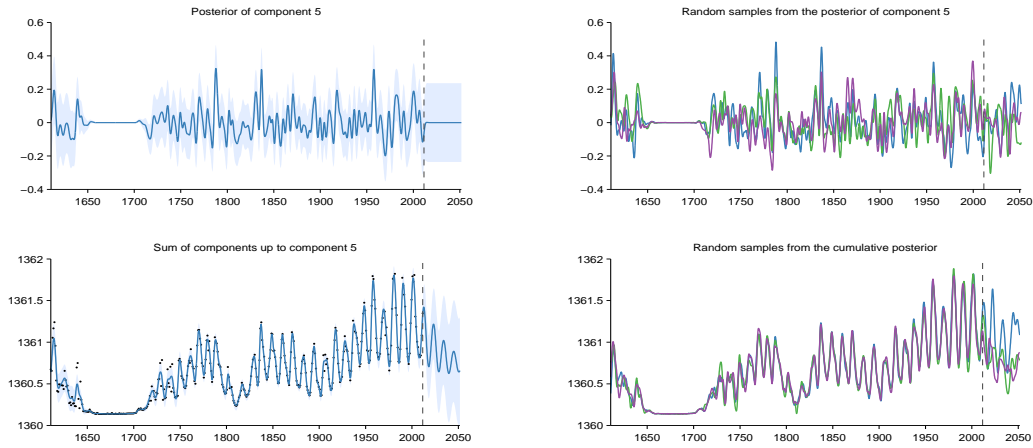 Posterior of component 5
0.6
0.4
0.2
0
−0.2
−0.4
1650 1700 1750 1800 1850 1900 1950 2000 2050
Random samples from the posterior of component 5
0.6
0.4
0.2
0
−0.2
−0.4
1650 1700 1750 1800 1850 1900 1950 2000 2050
Sum of components up to component 5
1362
1361.5
1361
1360.5
1360
1650 1700 1750 1800 1850 1900 1950 2000 2050
Random samples from the cumulative posterior
1362
1361.5
1361
1360.5
1360
1650 1700 1750 1800 1850 1900 1950 2000 2050